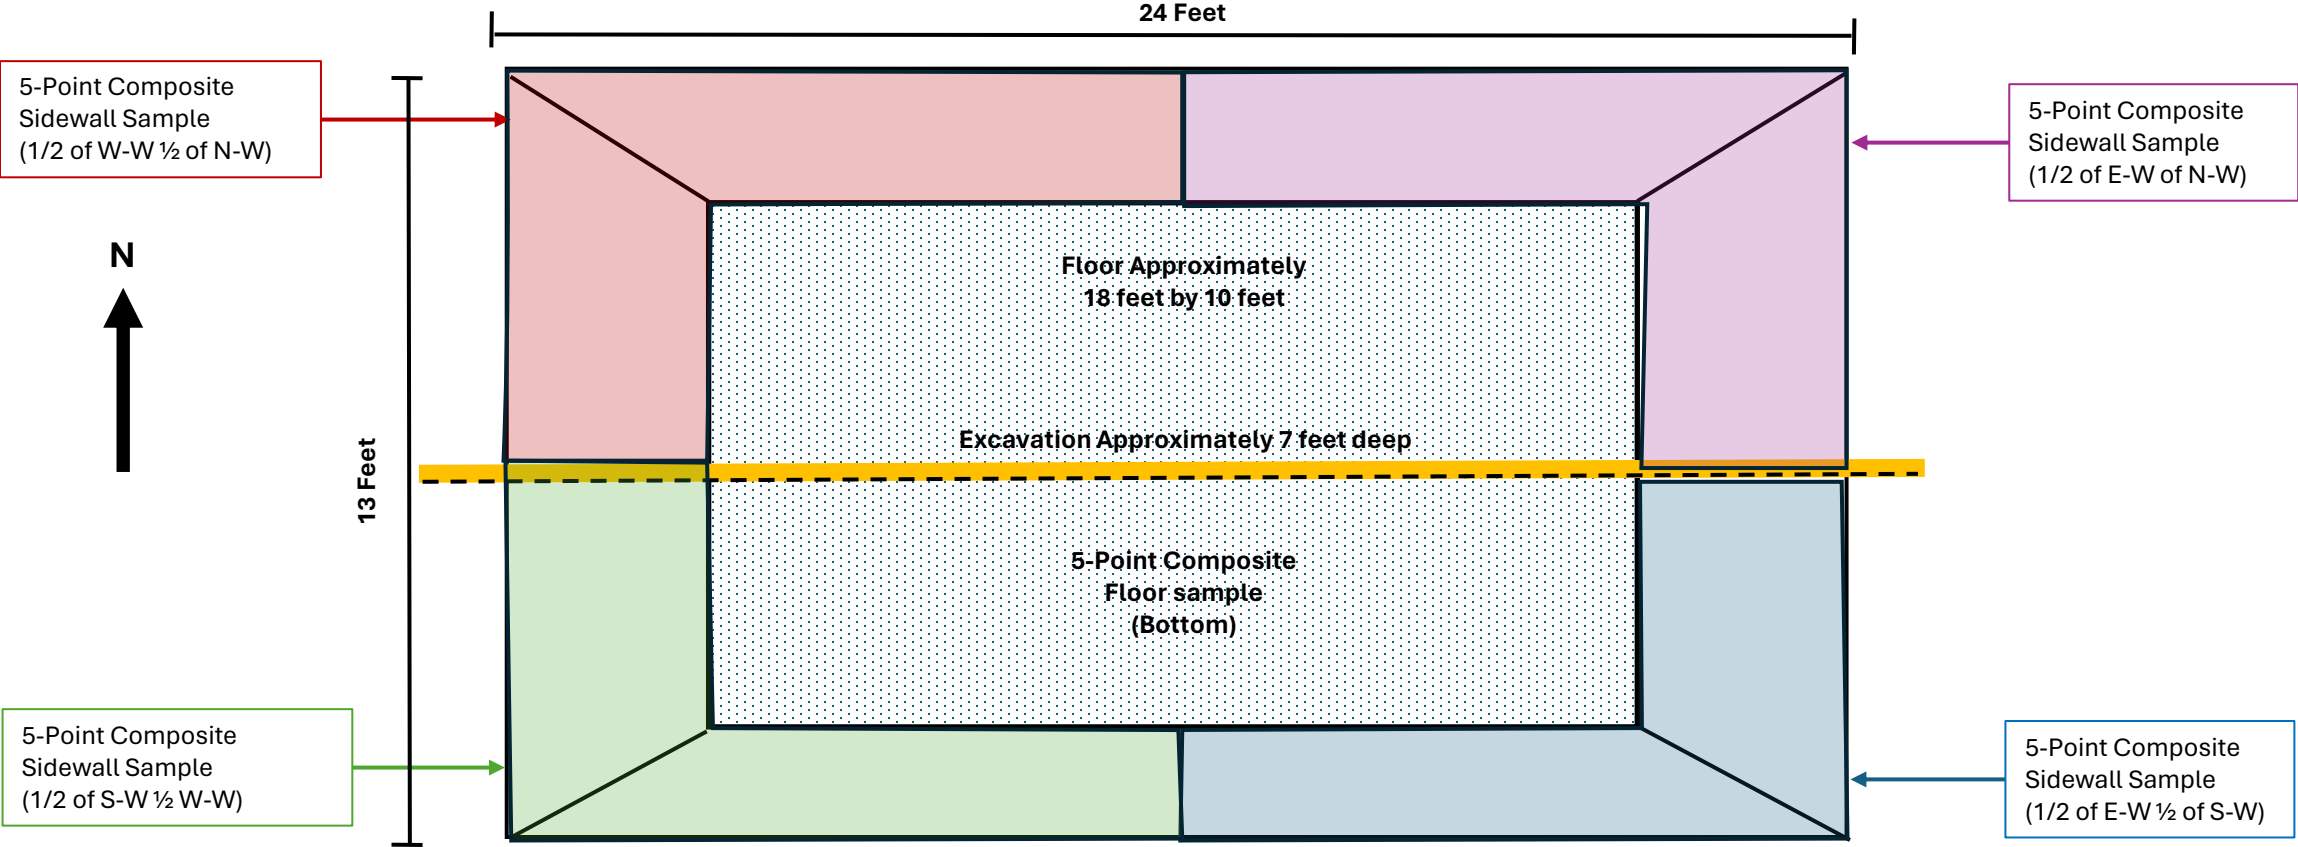 24 Feet
5-Point Composite
Sidewall Sample
(1/2 of W-W ½ of N-W)
5-Point Composite
Sidewall Sample
(1/2 of E-W of N-W)
N
Floor Approximately
18 feet by 10 feet
13 Feet
Excavation Approximately 7 feet deep
5-Point Composite
Floor sample
(Bottom)
5-Point Composite
Sidewall Sample
(1/2 of S-W ½ W-W)
5-Point Composite
Sidewall Sample
(1/2 of E-W ½ of S-W)